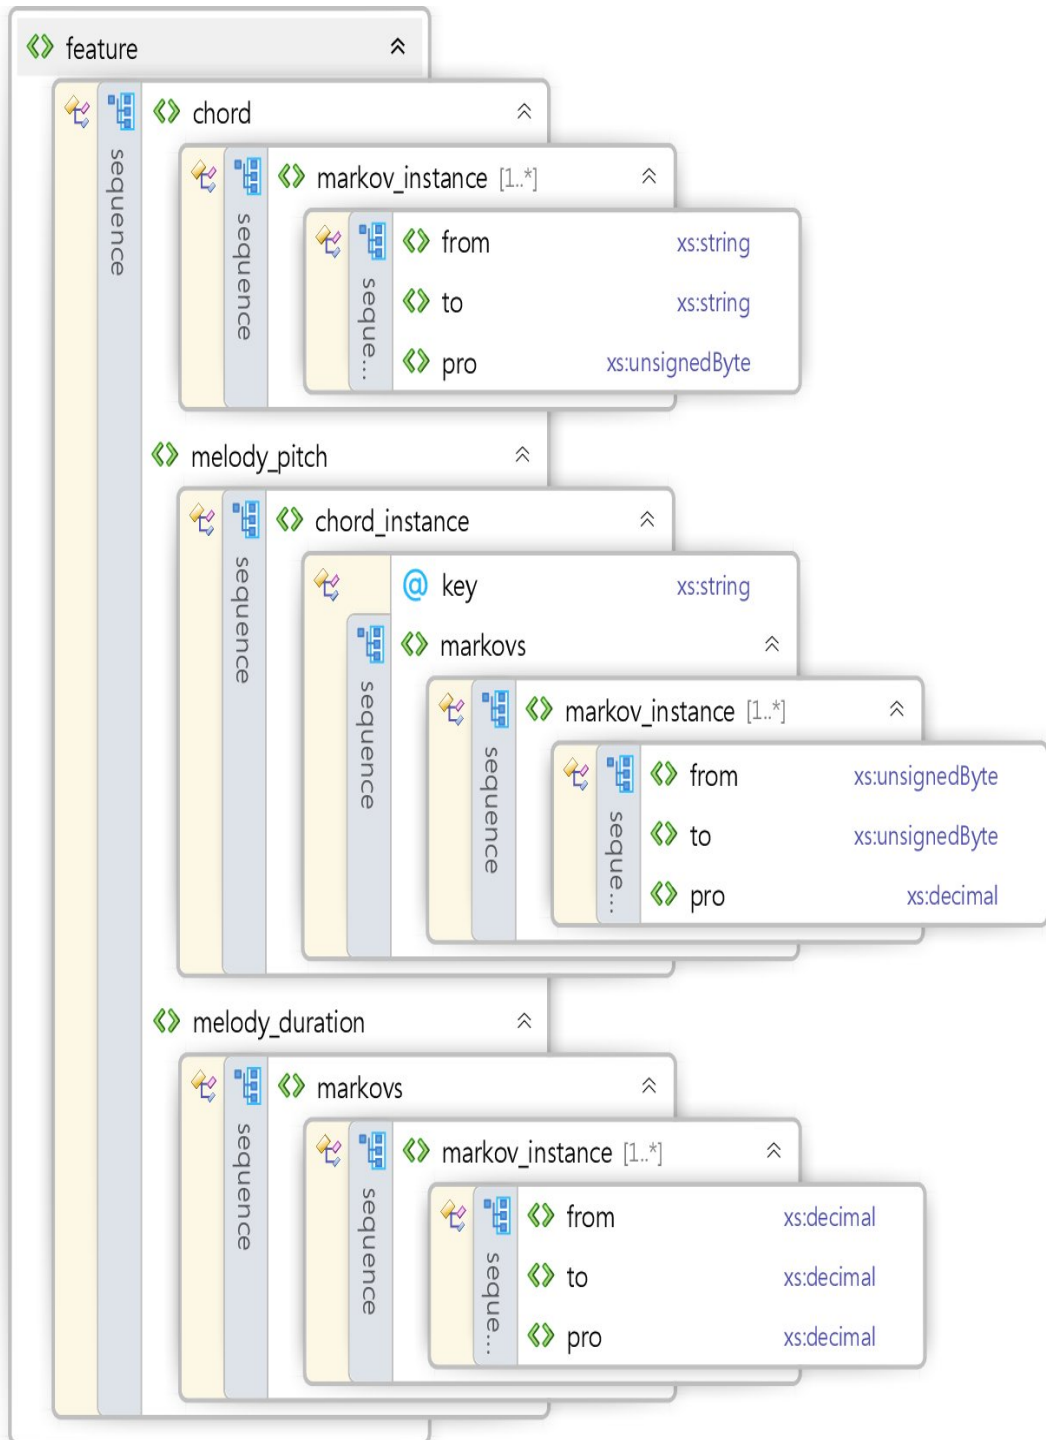 feature
sequence
chord
sequence
markov_instance [1..*]
seque...
from xs:string
to xs:string
pro xs:unsignedByte
melody_pitch
sequence
chord_instance
@ key xs:string
sequence
markovs
sequence
markov_instance [1..*]
seque...
from xs:unsignedByte
to xs:unsignedByte
pro xs:decimal
melody_duration
sequence
markovs
sequence
markov_instance [1..*]
seque...
from xs:decimal
to xs:decimal
pro xs:decimal